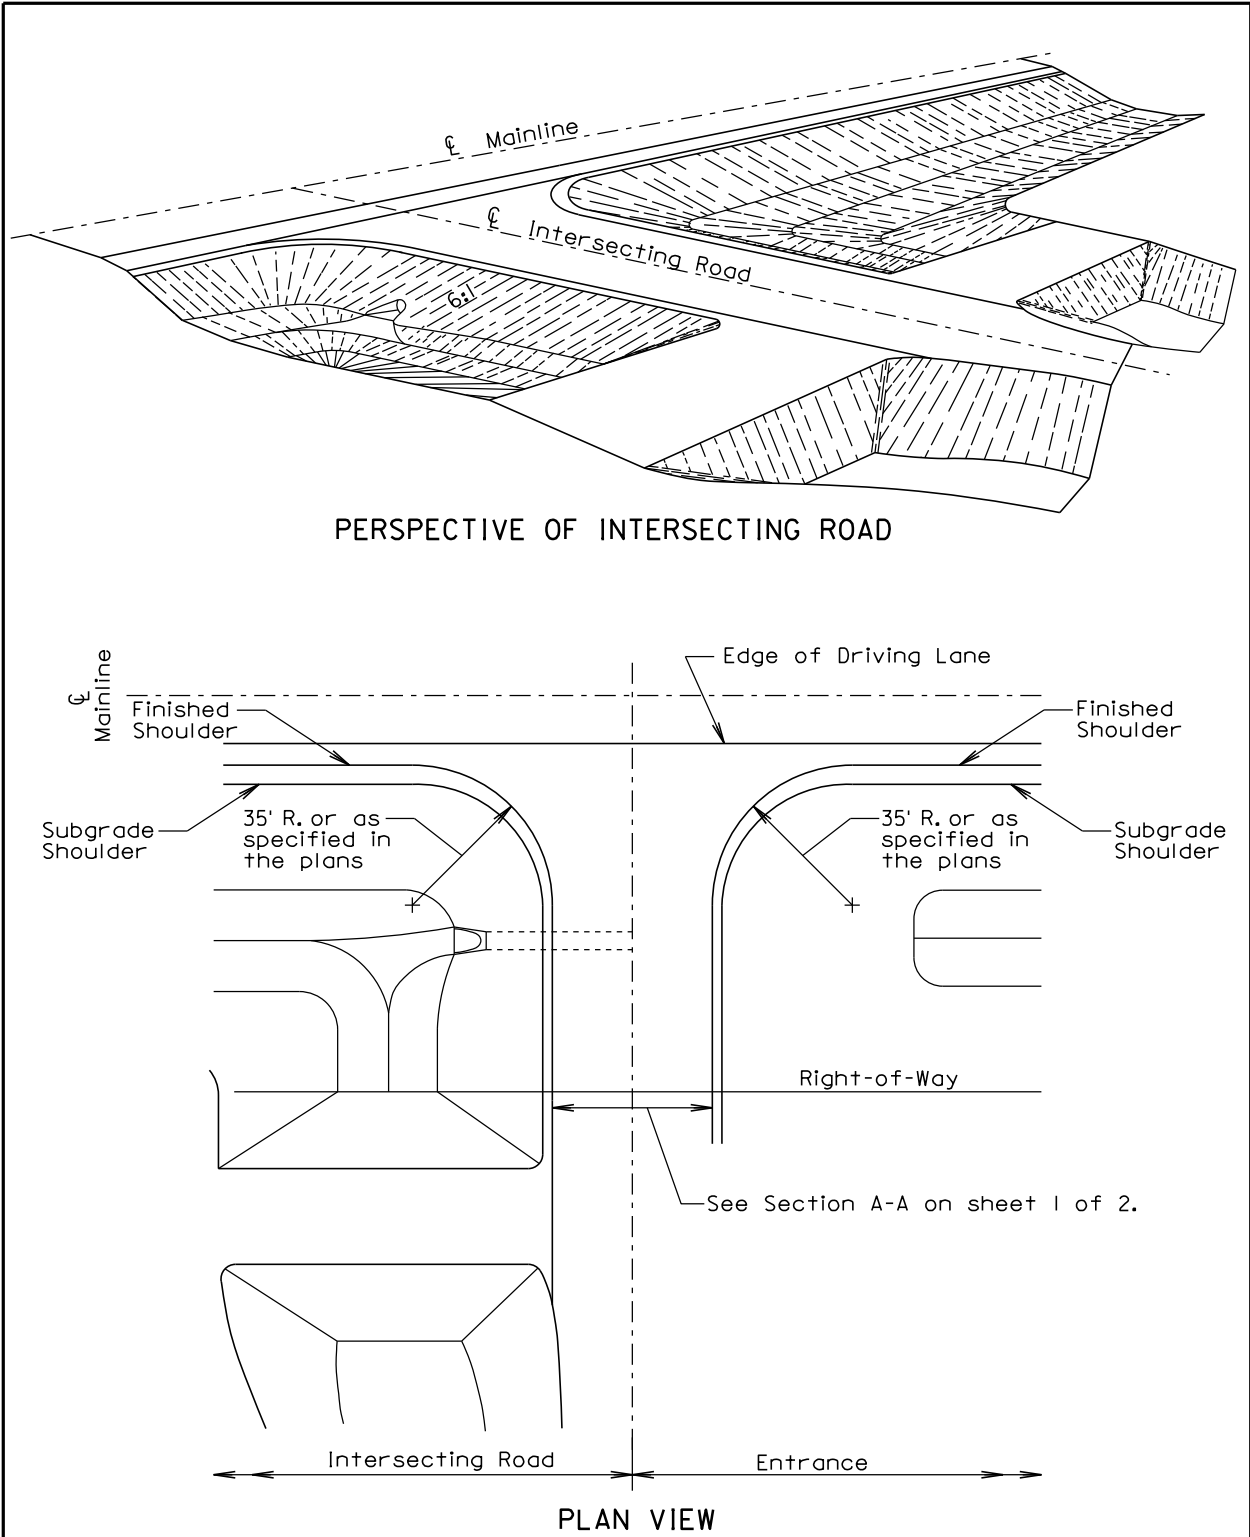 ℄ Mainline
℄ Intersecting Road
6:1
PERSPECTIVE OF INTERSECTING ROAD
℄
Mainline
Edge of Driving Lane
Finished
Shoulder
Finished
Shoulder
Subgrade
Shoulder
35' R. or as
specified in
the plans
35' R. or as
specified in
the plans
Subgrade
Shoulder
Right-of-Way
See Section A-A on sheet 1 of 2.
Intersecting Road
Entrance
PLAN VIEW